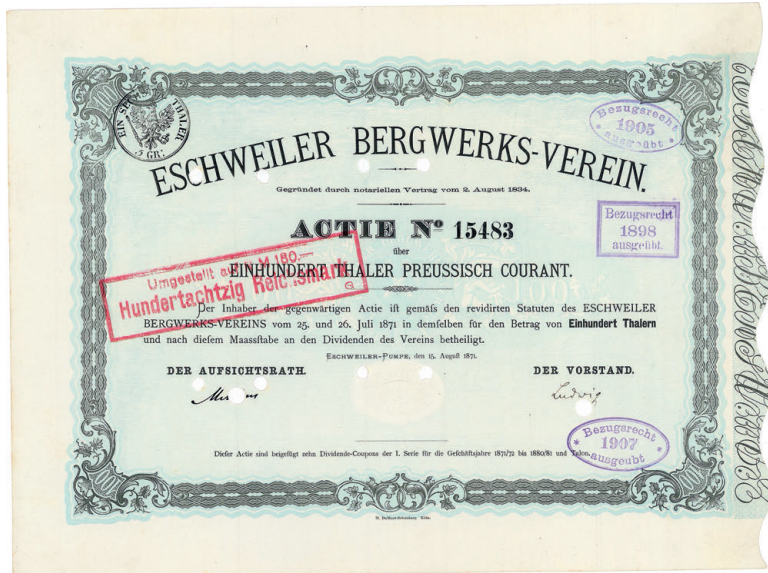 EIN SECHSTEL THALER
5 GR:
Bezugsrecht
1905
ausgeübt
ESCHWEILER BERGWERKS-VEREIN.
Gegründet durch notariellen Vertrag vom 2. August 1834.
ACTIE No 15483
über
EINHUNDERT THALER PREUSSISCH COURANT.
Bezugsrecht
1898
ausgeübt.
Umgestellt auf R M 180.—
Hundertachtzig Reichsmark
Der Inhaber der gegenwärtigen Actie iſt gemäſs den revidirten Statuten des ESCHWEILER
BERGWERKS-VEREINS vom 25. und 26. Juli 1871 in demſelben für den Betrag von Einhundert Thalern
und nach dieſem Maassſtabe an den Dividenden des Vereins betheiligt.
ESCHWEILER-PUMPE, den 15. August 1871.
DER AUFSICHTSRATH.
DER VORSTAND.
Ludwig
Bezugsrecht
1907
ausgeübt
Dieſer Actie sind beigefügt zehn Dividende-Coupons der I. Serie für die Geſchäftsjahre 1871/72 bis 1880/81 und Talon.